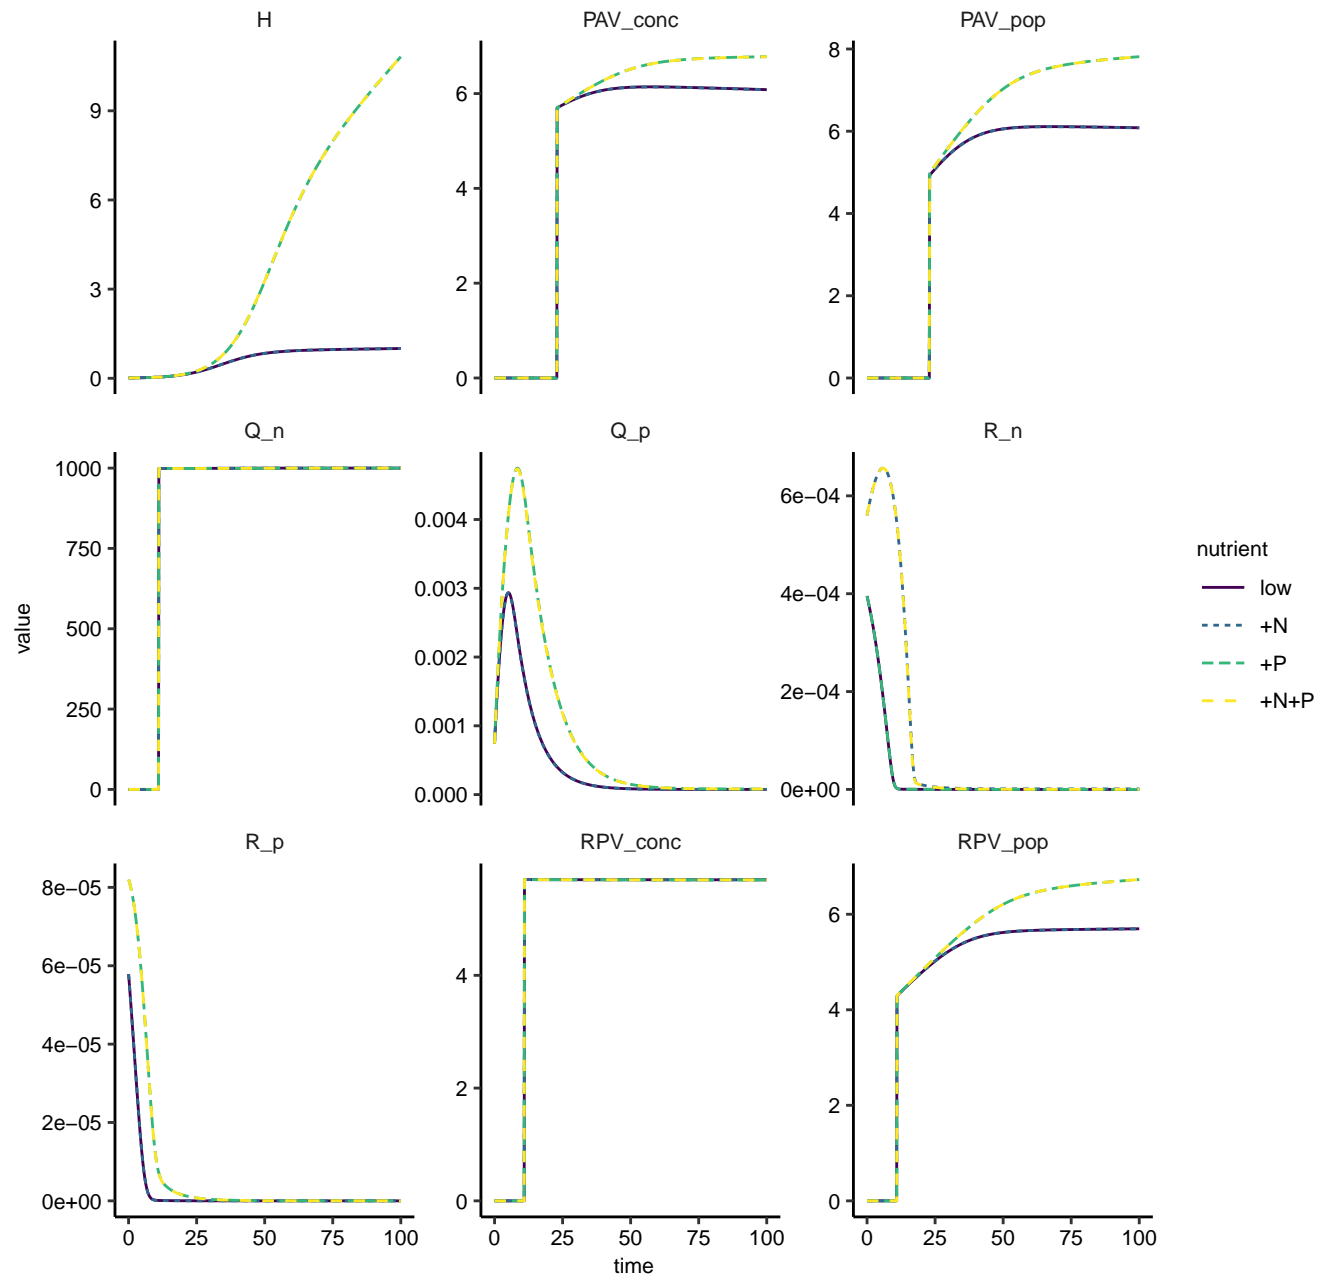 H
PAV_conc
PAV_pop
9
6
3
0
6
4
2
0
8
6
4
2
0
Q_n
Q_p
R_n
1000
750
500
250
0
0.004
0.003
0.002
0.001
0.000
6e−04
4e−04
2e−04
0e+00
R_p
RPV_conc
RPV_pop
8e−05
6e−05
4e−05
2e−05
0e+00
4
2
0
6
4
2
0
0 25 50 75 100
0 25 50 75 100
0 25 50 75 100
time
value
nutrient
low
+N
+P
+N+P